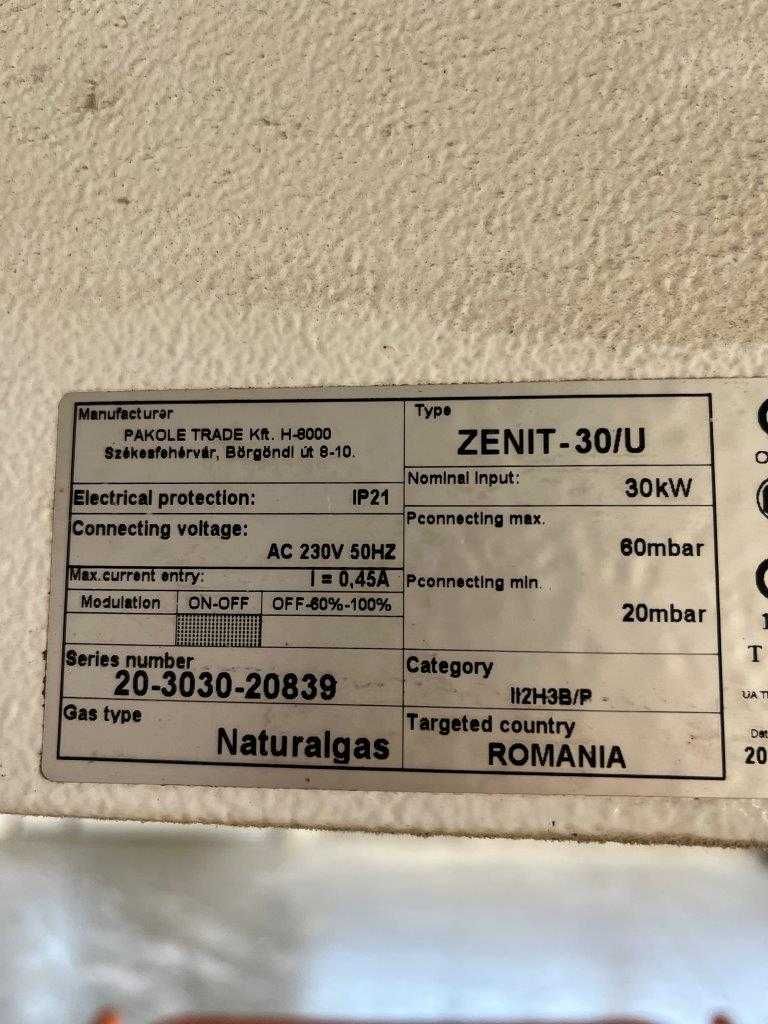 Manufacturer
PAKOLE TRADE Kft. H-8000
Székesfehérvár, Börgöndi út 8-10.
Type
ZENIT-30/U
Electrical protection: IP21
Nominal input:
30kW
Connecting voltage:
AC 230V 50HZ
Pconnecting max.
60mbar
Max.current entry: I = 0,45A
Modulation ON-OFF OFF-60%-100%
Pconnecting min.
20mbar
Series number
20-3030-20839
Category
II2H3B/P
Gas type
Naturalgas
Targeted country
ROMANIA